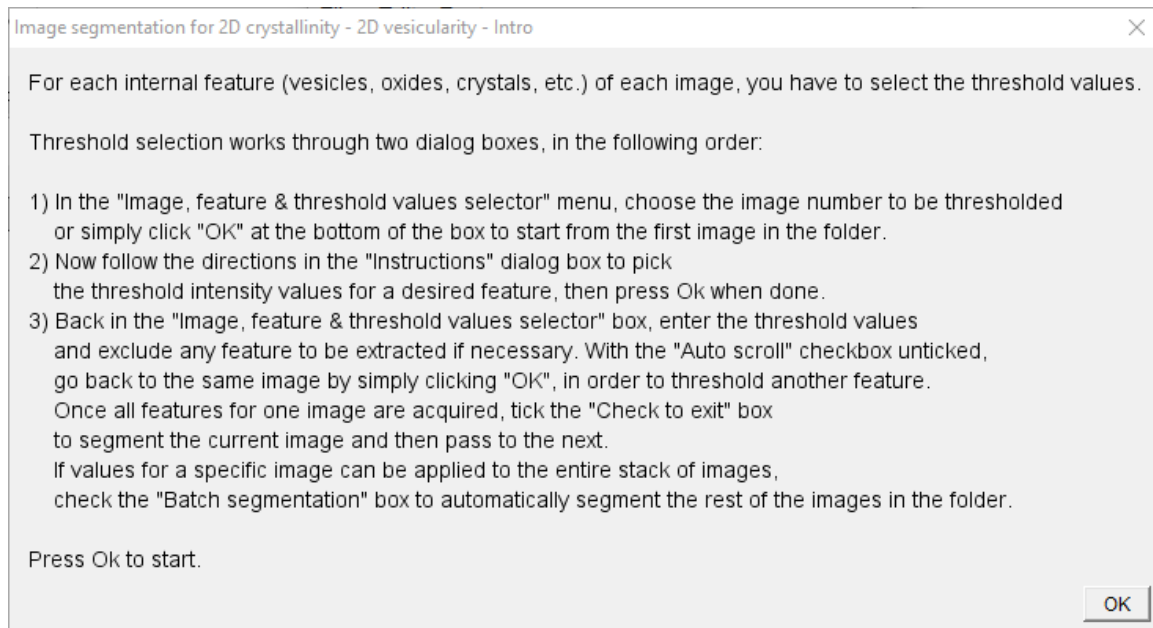 Image segmentation for 2D crystallinity - 2D vesicularity - Intro
For each internal feature (vesicles, oxides, crystals, etc.) of each image, you have to select the threshold values.
Threshold selection works through two dialog boxes, in the following order:
1) In the "Image, feature & threshold values selector" menu, choose the image number to be thresholded
or simply click "OK" at the bottom of the box to start from the first image in the folder.
2) Now follow the directions in the "Instructions" dialog box to pick
the threshold intensity values for a desired feature, then press Ok when done.
3) Back in the "Image, feature & threshold values selector" box, enter the threshold values
and exclude any feature to be extracted if necessary. With the "Auto scroll" checkbox unticked,
go back to the same image by simply clicking "OK", in order to threshold another feature.
Once all features for one image are acquired, tick the "Check to exit" box
to segment the current image and then pass to the next.
If values for a specific image can be applied to the entire stack of images,
check the "Batch segmentation" box to automatically segment the rest of the images in the folder.
Press Ok to start.
OK